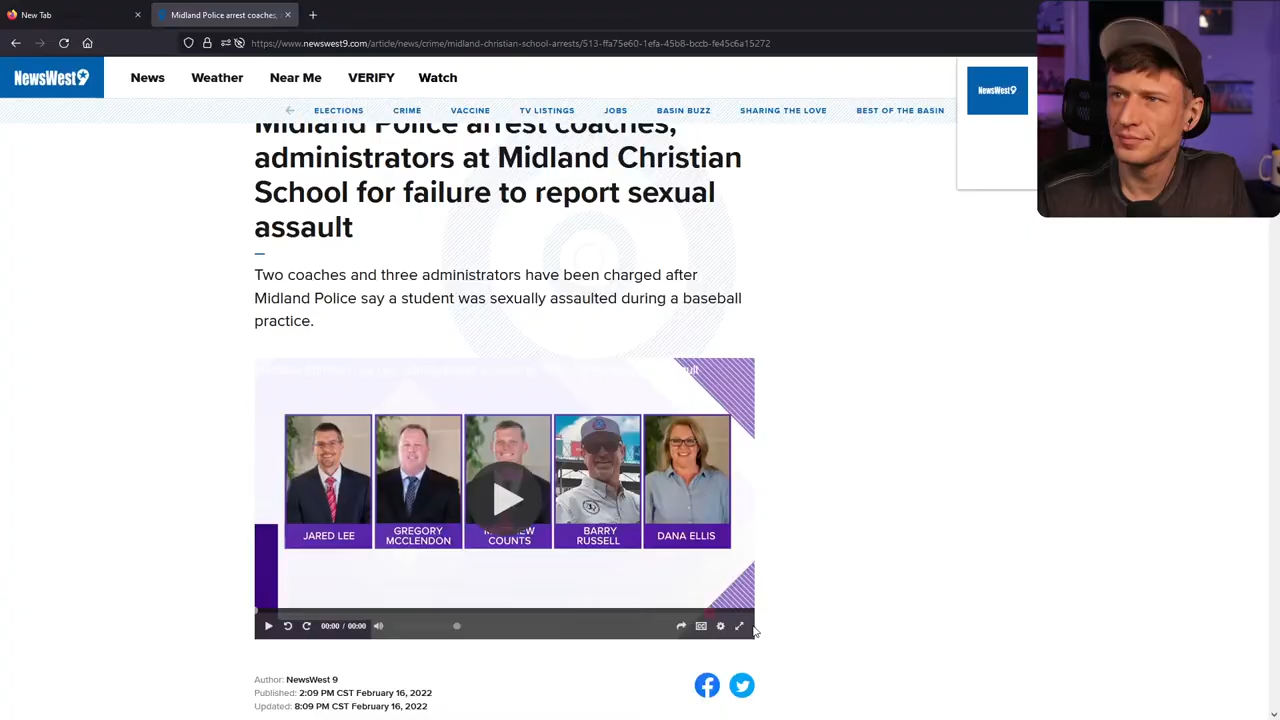 New Tab
Midland Police arrest coaches,
https://www.newswest9.com/article/news/crime/midland-christian-school-arrests/513-ffa75e60-1efa-45b8-bccb-fe45c6a15272
NewsWest 9
News
Weather
Near Me
VERIFY
Watch
NewsWest 9
ELECTIONS
CRIME
VACCINE
TV LISTINGS
JOBS
BASIN BUZZ
SHARING THE LOVE
BEST OF THE BASIN
Midland Police arrest coaches,
administrators at Midland Christian
School for failure to report sexual
assault
Two coaches and three administrators have been charged after
Midland Police say a student was sexually assaulted during a baseball
practice.
JARED LEE
GREGORY
MCCLENDON
COUNTS
BARRY
RUSSELL
DANA ELLIS
00:00 / 00:00
Author: NewsWest 9
Published: 2:09 PM CST February 16, 2022
Updated: 8:09 PM CST February 16, 2022